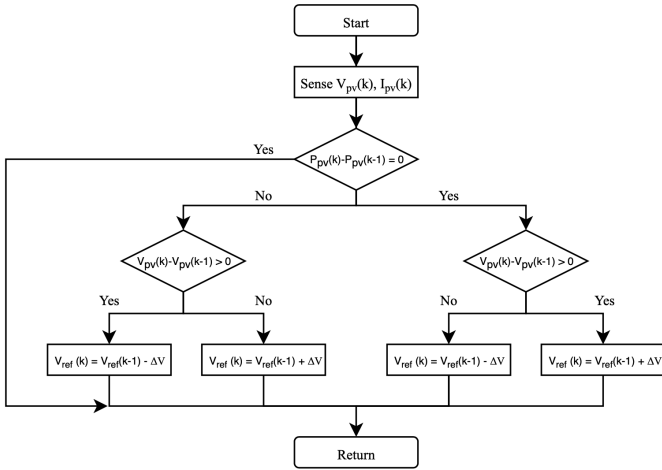 Start
Sense Vpv(k), Ipv(k)
Yes
Ppv(k)-Ppv(k-1) = 0
No
Yes
Vpv(k)-Vpv(k-1) > 0
Vpv(k)-Vpv(k-1) > 0
Yes
No
No
Yes
Vref (k) = Vref(k-1) - ΔV
Vref (k) = Vref(k-1) + ΔV
Vref (k) = Vref(k-1) - ΔV
Vref (k) = Vref(k-1) + ΔV
Return